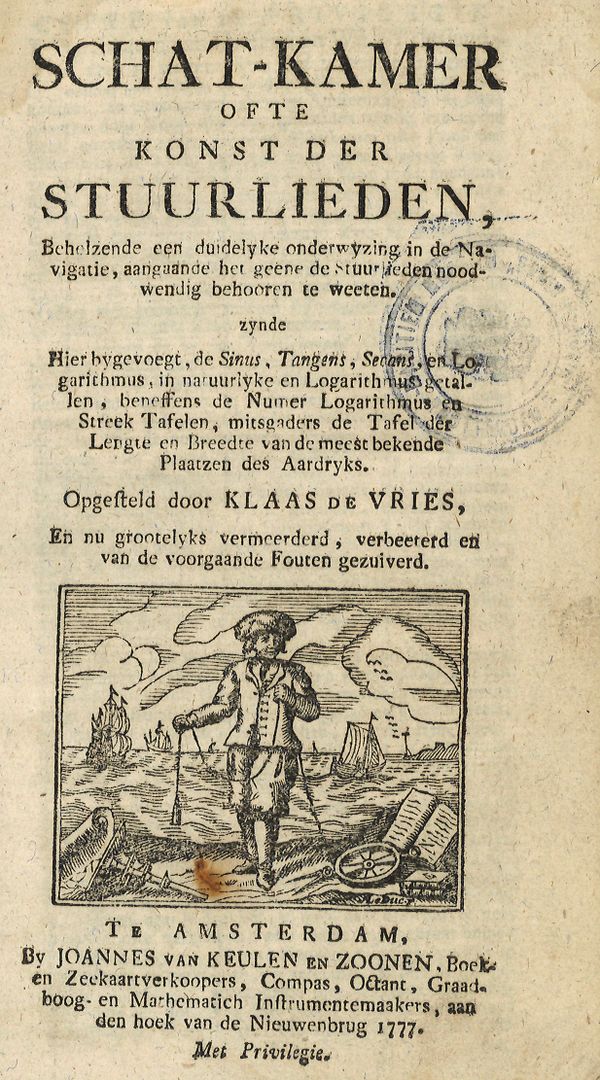 SCHAT-KAMER
OFTE
KONST DER
STUURLIEDEN,
Behelzende een duidelyke onderwyzing in de Na-
vigatie, aangaande het geene de Stuurlieden nood-
wendig behooren te weeten.
zynde
Hier bygevoegt, de Sinus, Tangens, Secans, en Lo-
garithmus, in natuurlyke en Logarithmus getal-
len, beneffens de Numer Logarithmus en
Streek Tafelen, mitsgaders de Tafel der
Lengte en Breedte van de meest bekende
Plaatzen des Aardryks.
Opgesteld door KLAAS DE VRIES,
En nu grootelyks vermeerderd, verbeeterd en
van de voorgaande Fouten gezuiverd.
TE AMSTERDAM,
By JOANNES VAN KEULEN EN ZOONEN, Boek-
en Zeekaartverkoopers, Compas, Octant, Graad-
boog- en Mathematich Instrumentemaakers, aan
den hoek van de Nieuwenbrug 1777.
Met Privilegie.